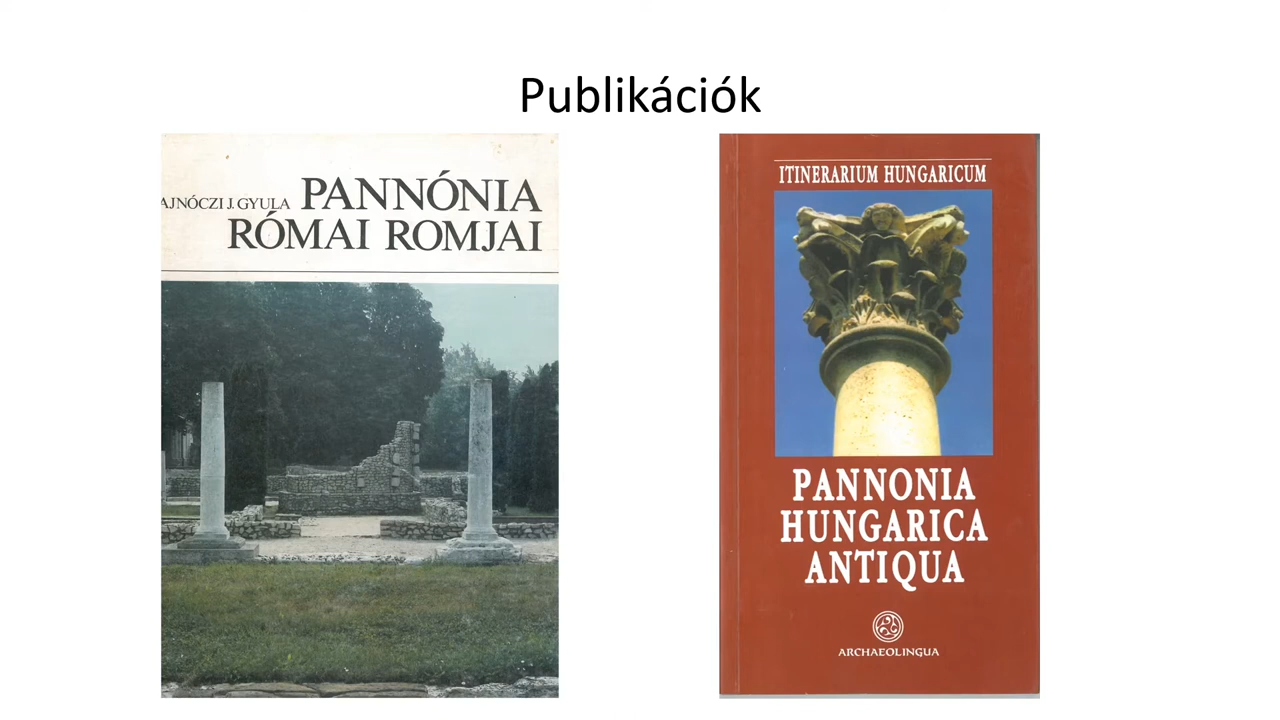 Publikációk
AJNÓCZI J. GYULA PANNÓNIA
RÓMAI ROMJAI
ITINERARIUM HUNGARICUM
PANNONIA
HUNGARICA
ANTIQUA
ARCHAEOLINGUA